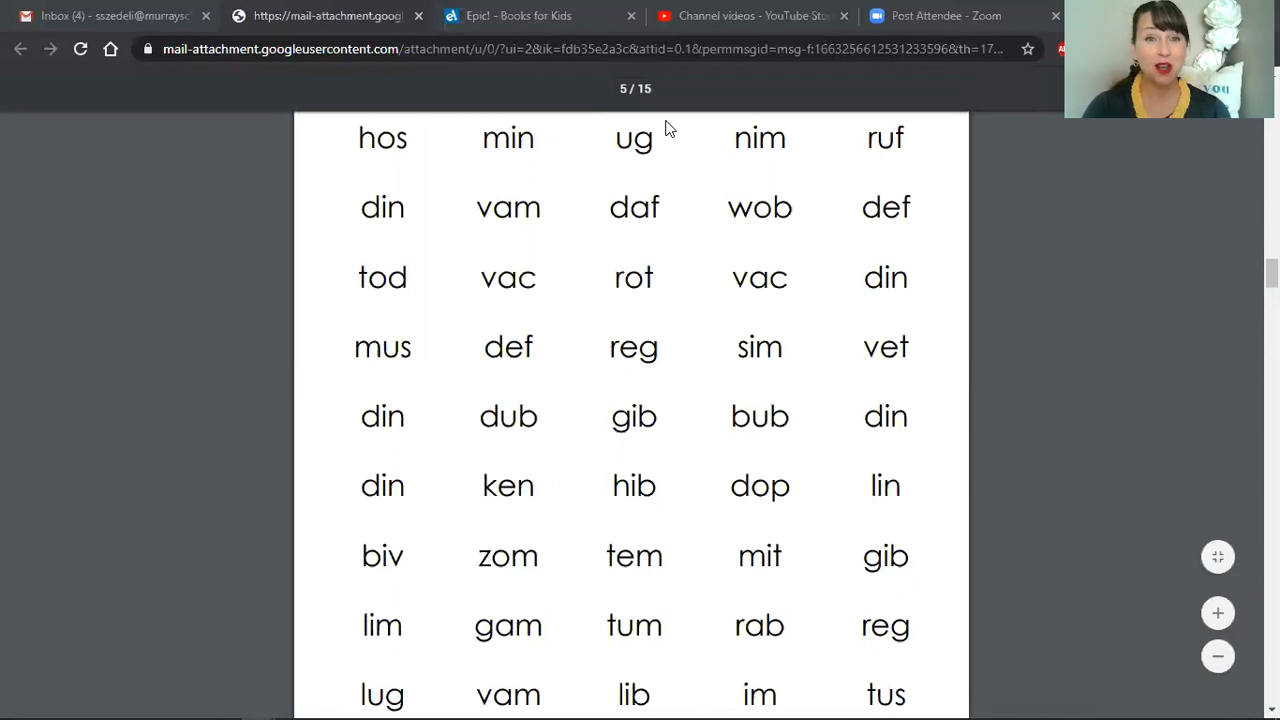 Inbox (4) - sszedeli@murraysc
https://mail-attachment.googl
Epic! - Books for Kids
Channel videos - YouTube Stu
Post Attendee - Zoom
mail-attachment.googleusercontent.com/attachment/u/0/?ui=2&ik=fdb35e2a3c&attid=0.1&permmsgid=msg-f:1663256612531233596&th=17...
you
5 / 15
hos min ug nim ruf
din vam daf wob def
tod vac rot vac din
mus def reg sim vet
din dub gib bub din
din ken hib dop lin
biv zom tem mit gib
lim gam tum rab reg
lug vam lib im tus